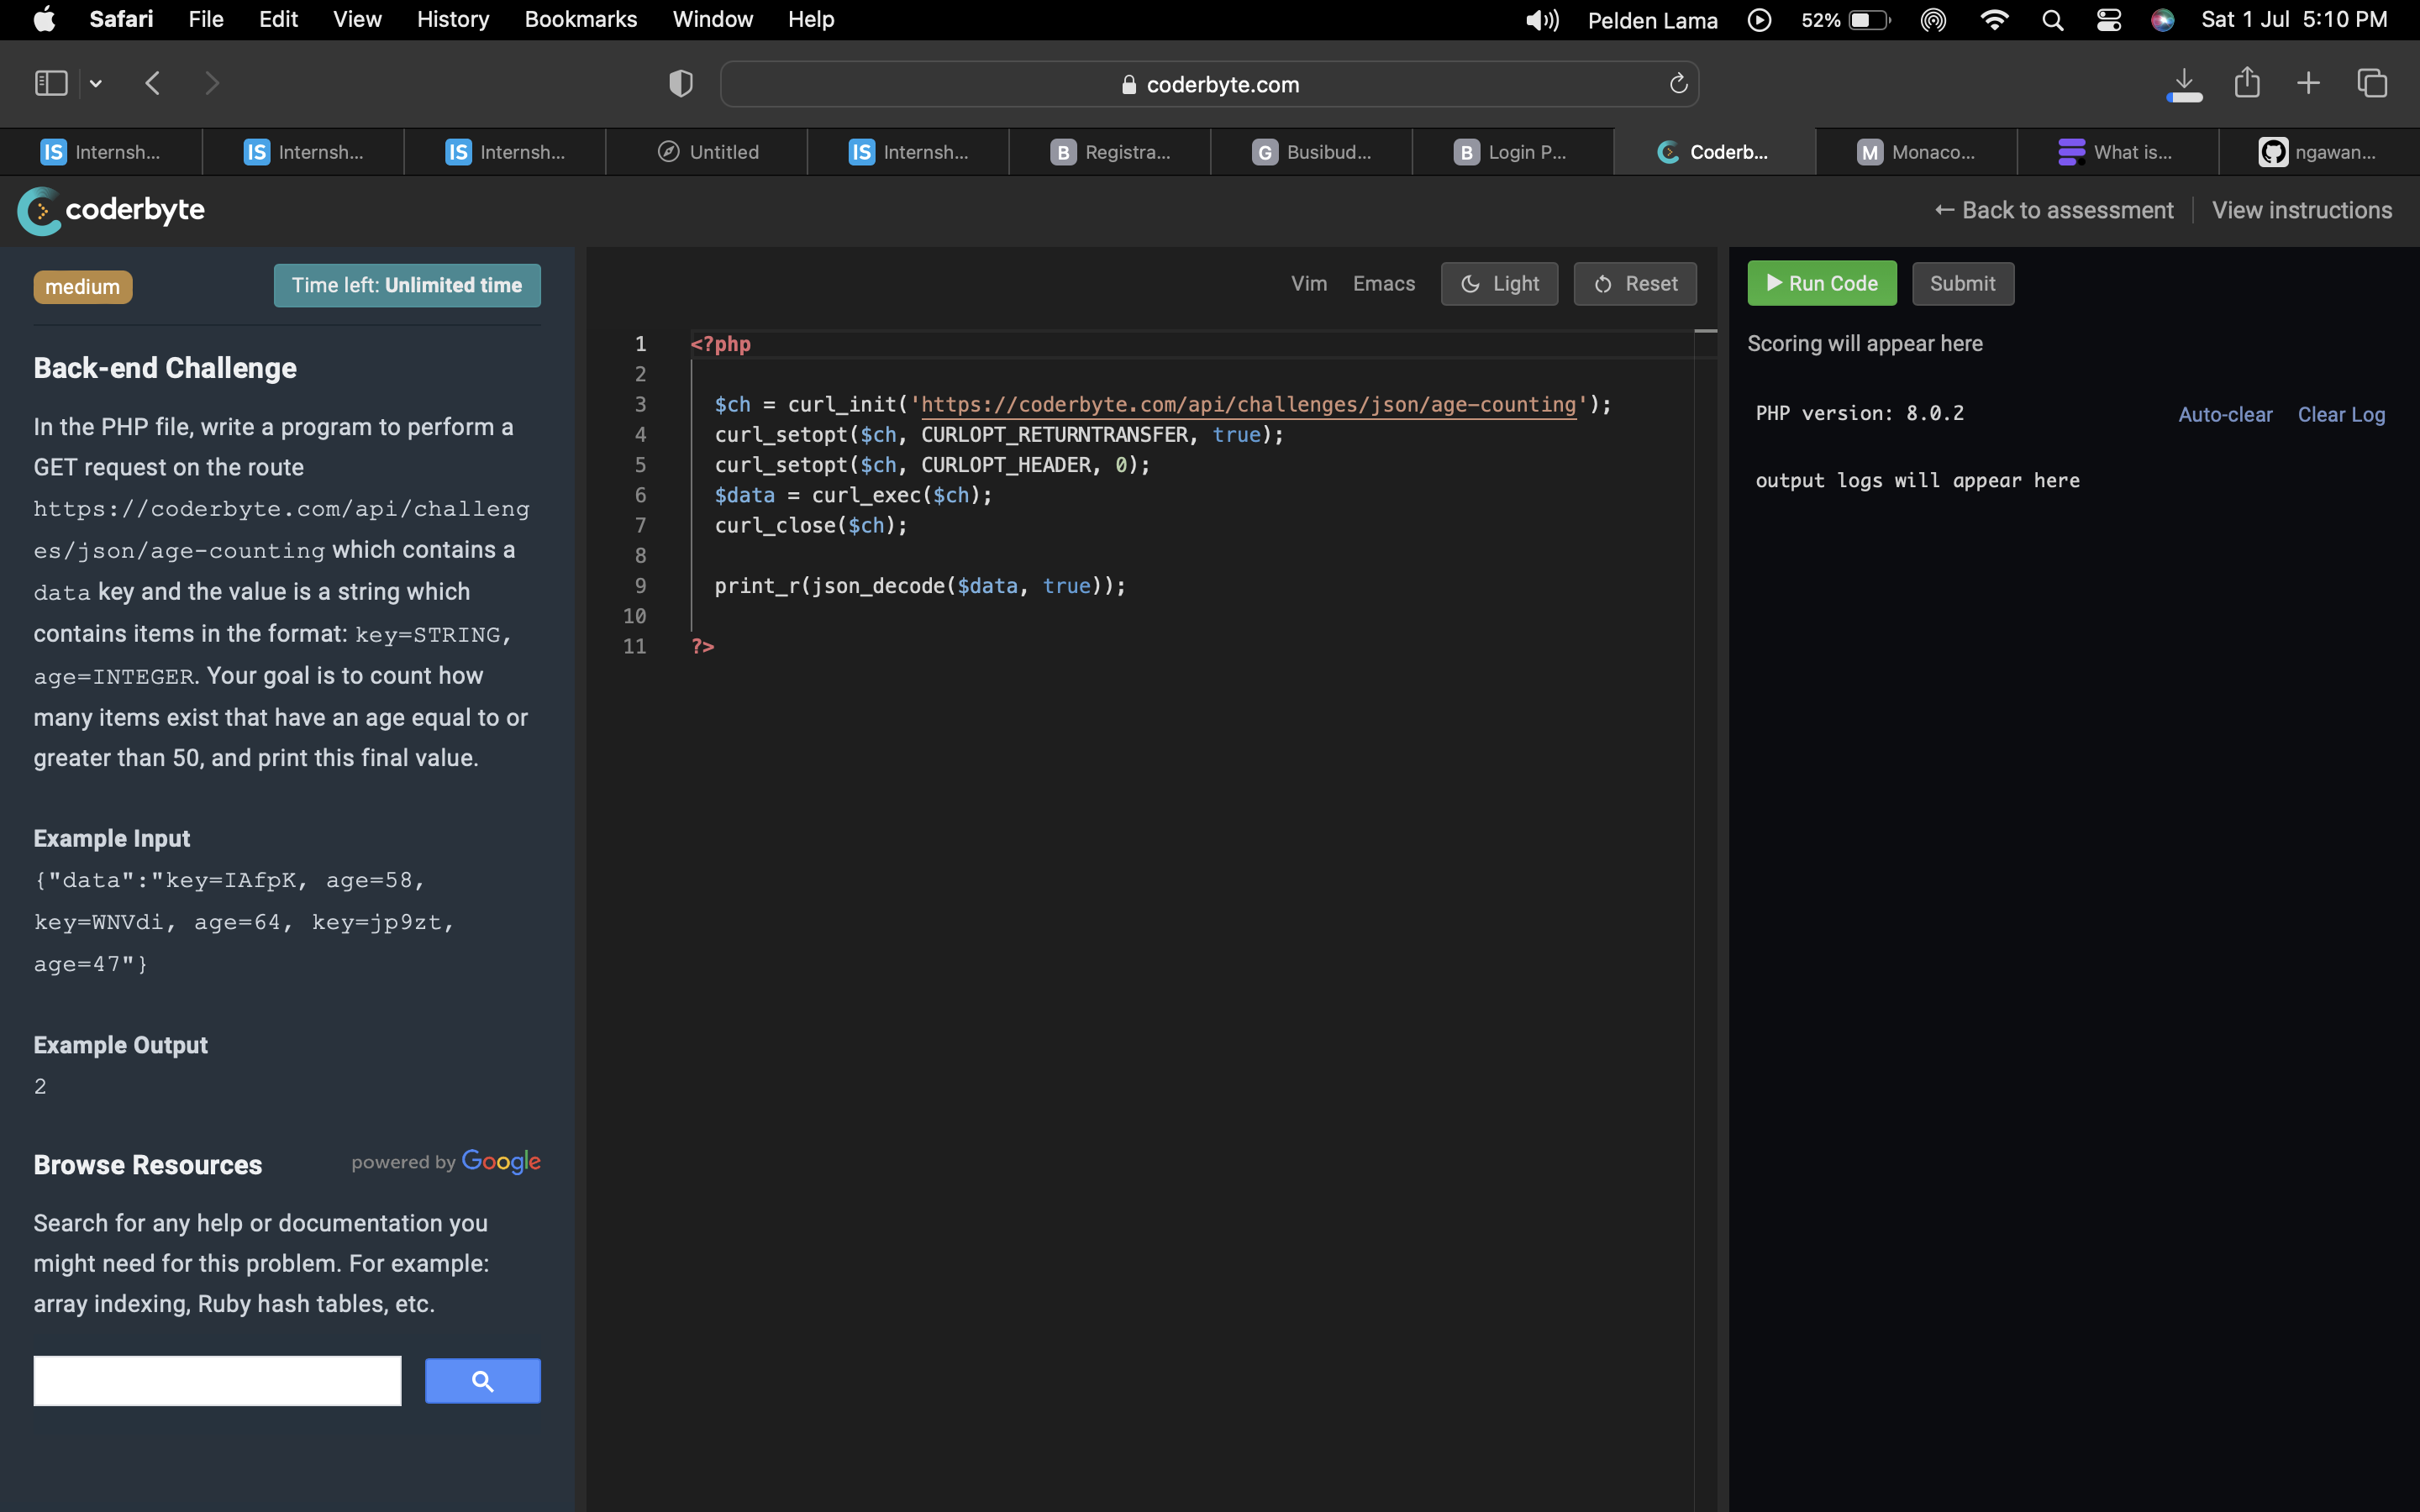 Safari File Edit View History Bookmarks Window Help Pelden Lama 52% Sat 1 Jul 5:10 PM
coderbyte.com
IS Internsh... IS Internsh... IS Internsh... Untitled IS Internsh... B Registra... G Busibud... B Login P... Coderb... M Monaco... What is... ngawan...
coderbyte ← Back to assessment View instructions
medium Time left: Unlimited time
Back-end Challenge
In the PHP file, write a program to perform a
GET request on the route
https://coderbyte.com/api/challeng
es/json/age-counting which contains a
data key and the value is a string which
contains items in the format: key=STRING,
age=INTEGER. Your goal is to count how
many items exist that have an age equal to or
greater than 50, and print this final value.
Example Input
{"data":"key=IAfpK, age=58,
key=WNVdi, age=64, key=jp9zt,
age=47"}
Example Output
2
Browse Resources powered by Google
Search for any help or documentation you
might need for this problem. For example:
array indexing, Ruby hash tables, etc.
Vim Emacs Light Reset
1 <?php
2
3 $ch = curl_init('https://coderbyte.com/api/challenges/json/age-counting');
4 curl_setopt($ch, CURLOPT_RETURNTRANSFER, true);
5 curl_setopt($ch, CURLOPT_HEADER, 0);
6 $data = curl_exec($ch);
7 curl_close($ch);
8
9 print_r(json_decode($data, true));
10
11 ?>
Run Code Submit
Scoring will appear here
PHP version: 8.0.2 Auto-clear Clear Log
output logs will appear here